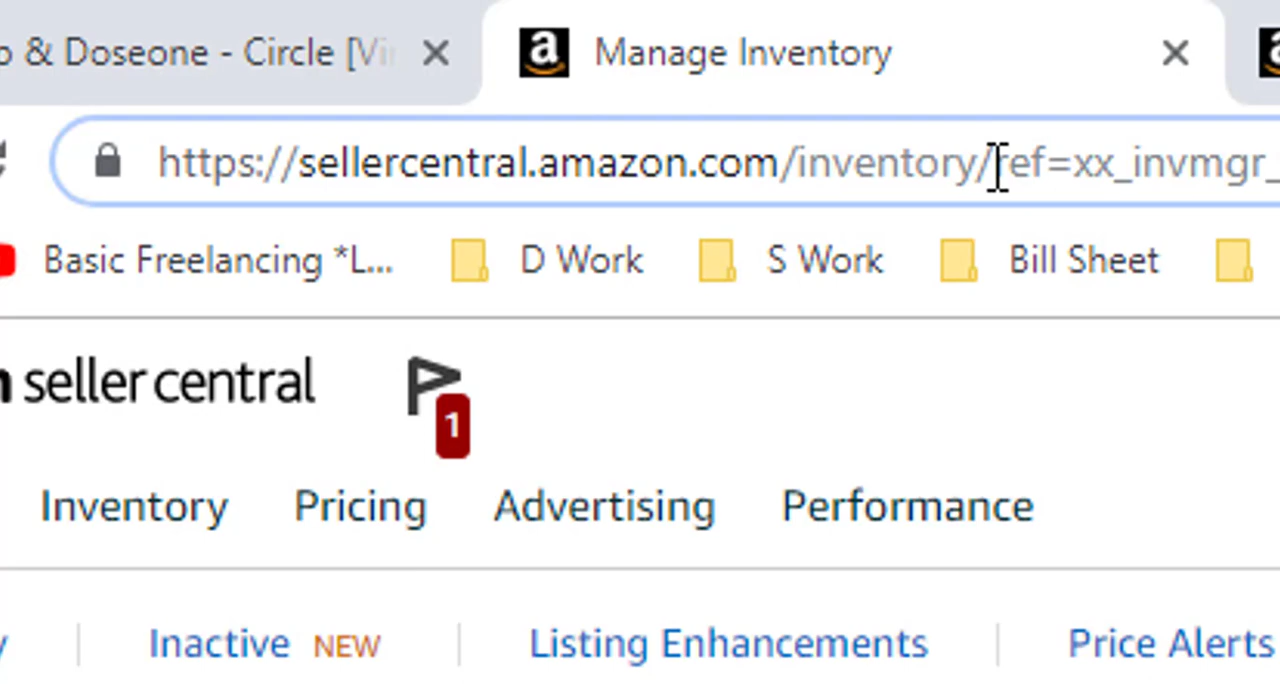 & Doseone - Circle [Vi
Manage Inventory
https://sellercentral.amazon.com/inventory/ref=xx_invmgr_
Basic Freelancing *L... D Work S Work Bill Sheet
seller central
1
Inventory Pricing Advertising Performance
Inactive NEW Listing Enhancements Price Alerts